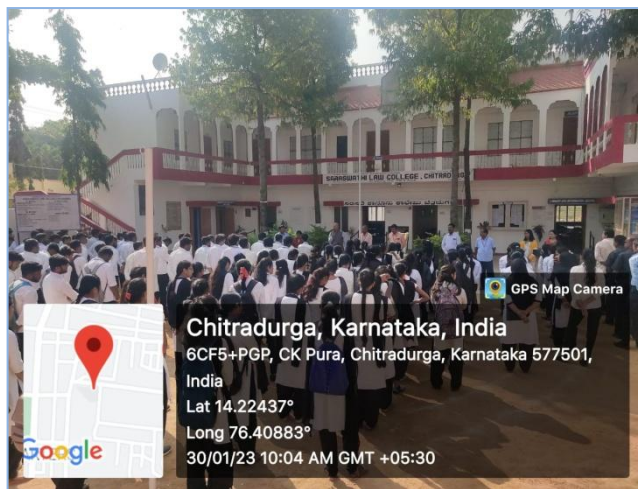 SARASWATHI LAW COLLEGE, CHITRADURGA
GPS Map Camera
Chitradurga, Karnataka, India
6CF5+PGP, CK Pura, Chitradurga, Karnataka 577501,
India
Lat 14.22437°
Long 76.40883°
30/01/23 10:04 AM GMT +05:30
Google